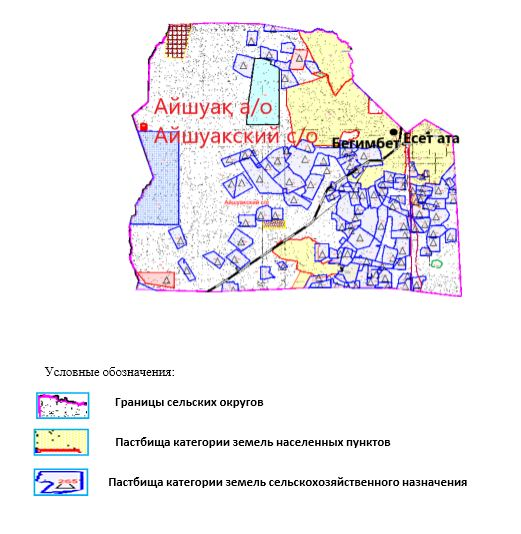 Айшуақ а/о
Айшуакский с/о
Бегимбет
Есет ата
Айшуакский с/о
Условные обозначения:
Границы сельских округов
Пастбища категории земель населенных пунктов
Пастбища категории земель сельскохозяйственного назначения